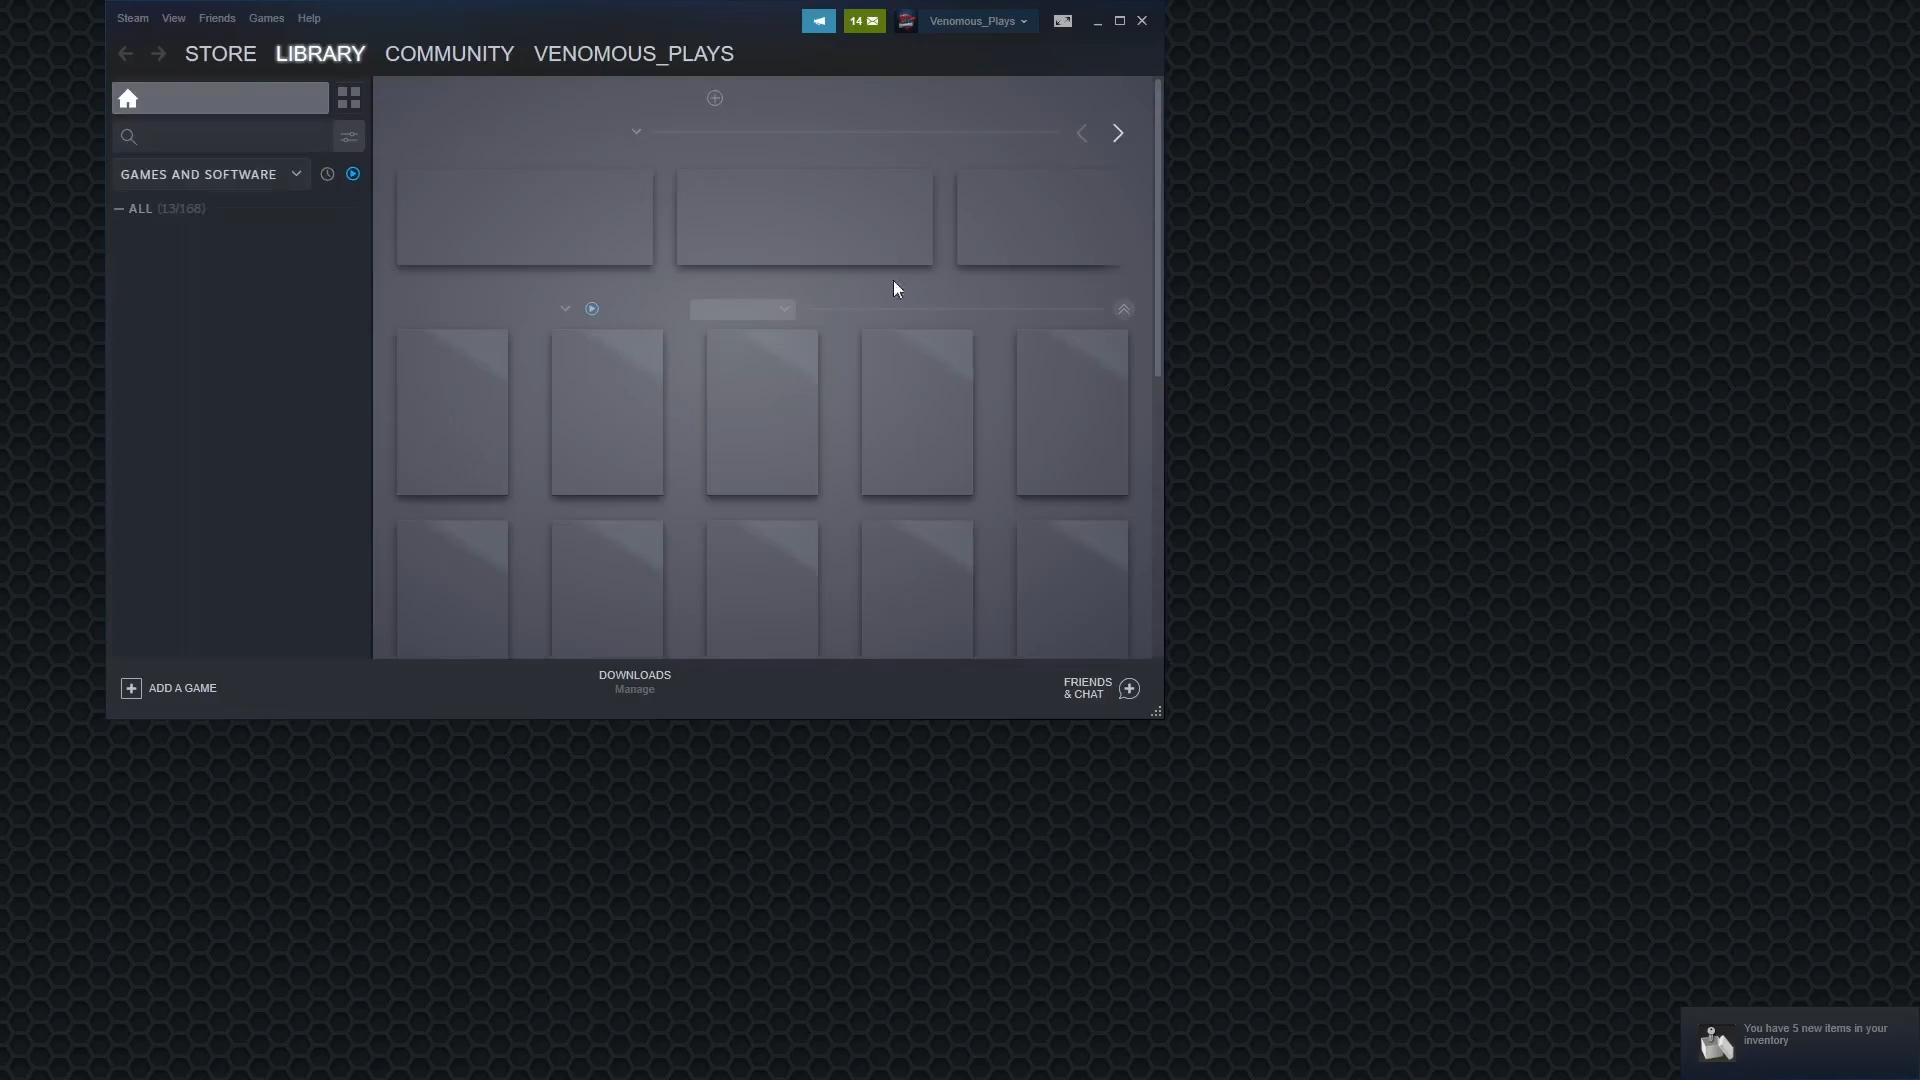 Steam View Friends Games Help
14
Venomous_Plays
STORE LIBRARY COMMUNITY VENOMOUS_PLAYS
GAMES AND SOFTWARE
ALL (13/168)
ADD A GAME
DOWNLOADS
Manage
FRIENDS
& CHAT
You have 5 new items in your
inventory